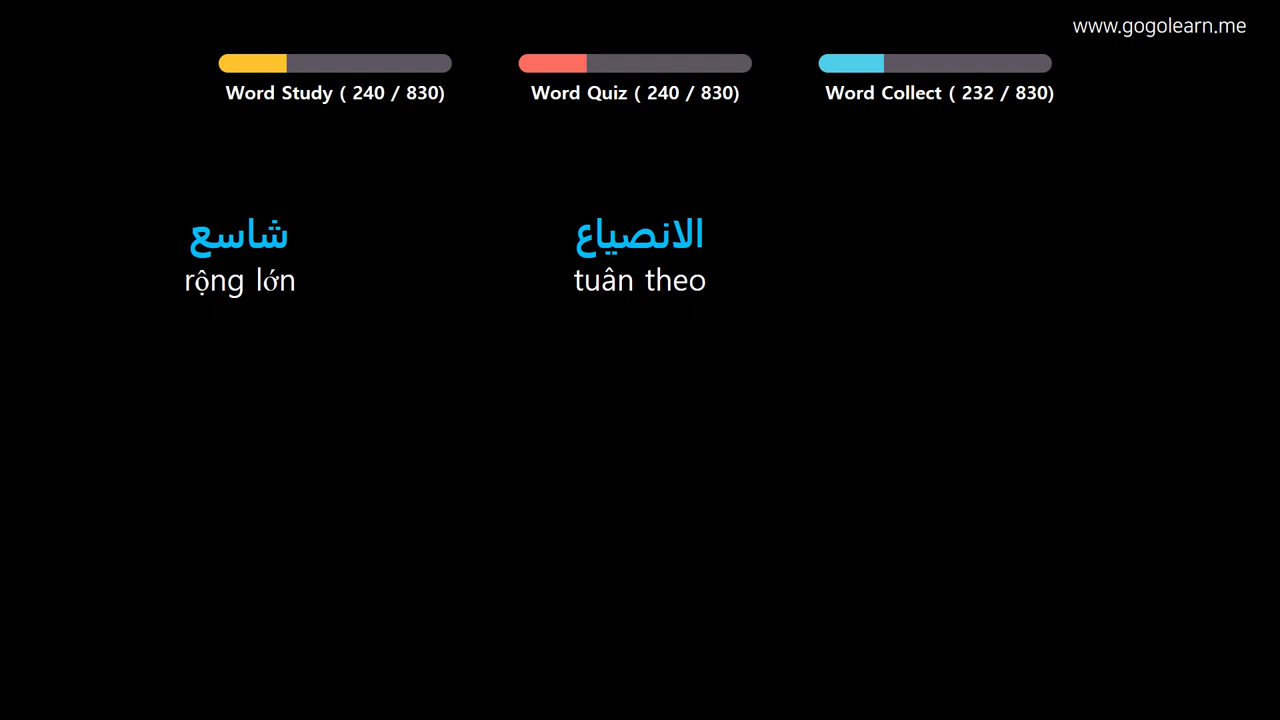 www.gogolearn.me
Word Study ( 240 / 830)
Word Quiz ( 240 / 830)
Word Collect ( 232 / 830)
شاسع
rộng lớn
الانصياع
tuân theo